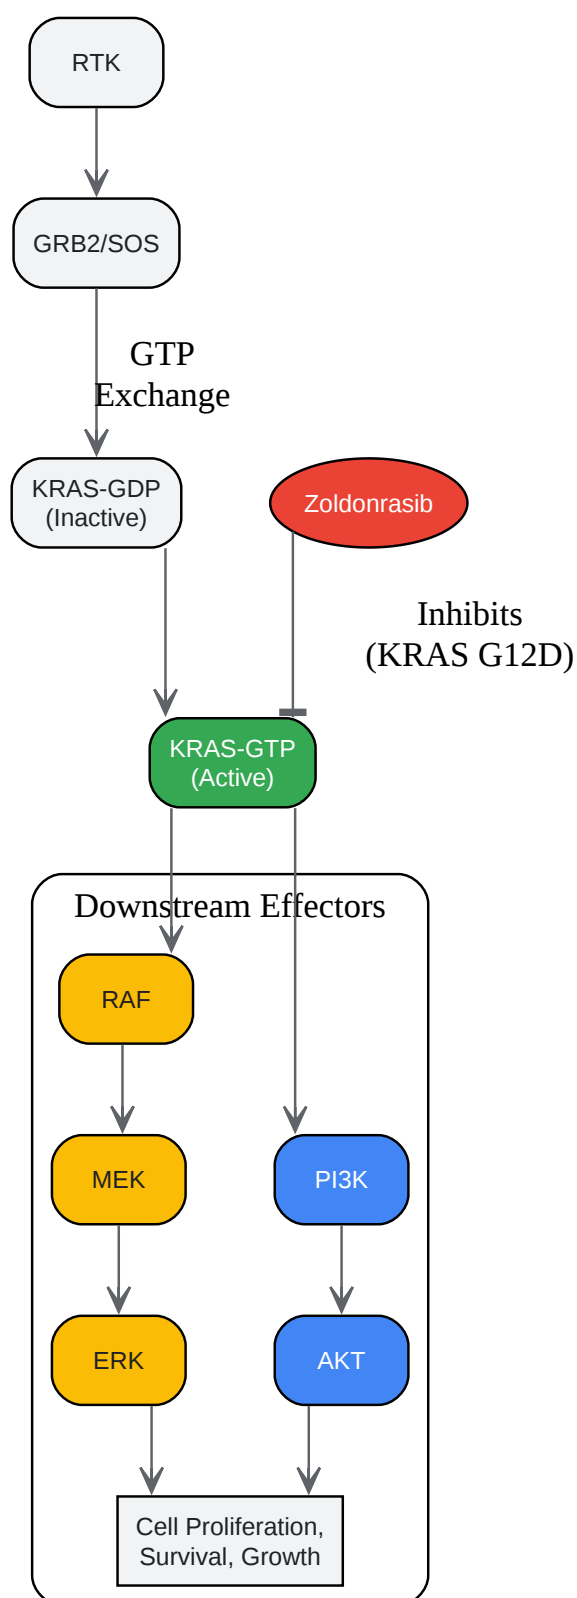 RTK
GRB2/SOS
GTP
Exchange
KRAS-GDP
(Inactive)
Zoldonrasib
Inhibits
(KRAS G12D)
KRAS-GTP
(Active)
Downstream Effectors
RAF
MEK
PI3K
ERK
AKT
Cell Proliferation,
Survival, Growth